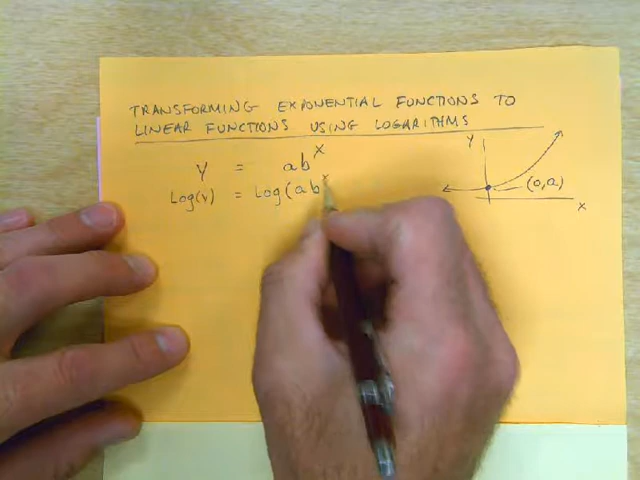 TRANSFORMING EXPONENTIAL FUNCTIONS TO
LINEAR FUNCTIONS USING LOGARITHMS
Y = ab^x
Log(Y) = Log(ab^x
Y
(0,a)
x